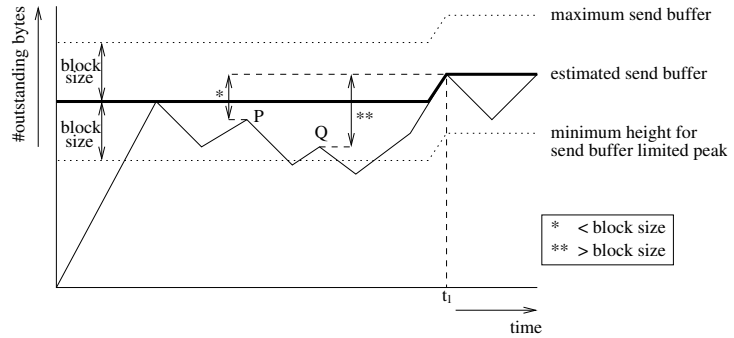 #outstanding bytes
block
size
block
size
*
P
**
Q
maximum send buffer
estimated send buffer
minimum height for
send buffer limited peak
* < block size
** > block size
t1
time